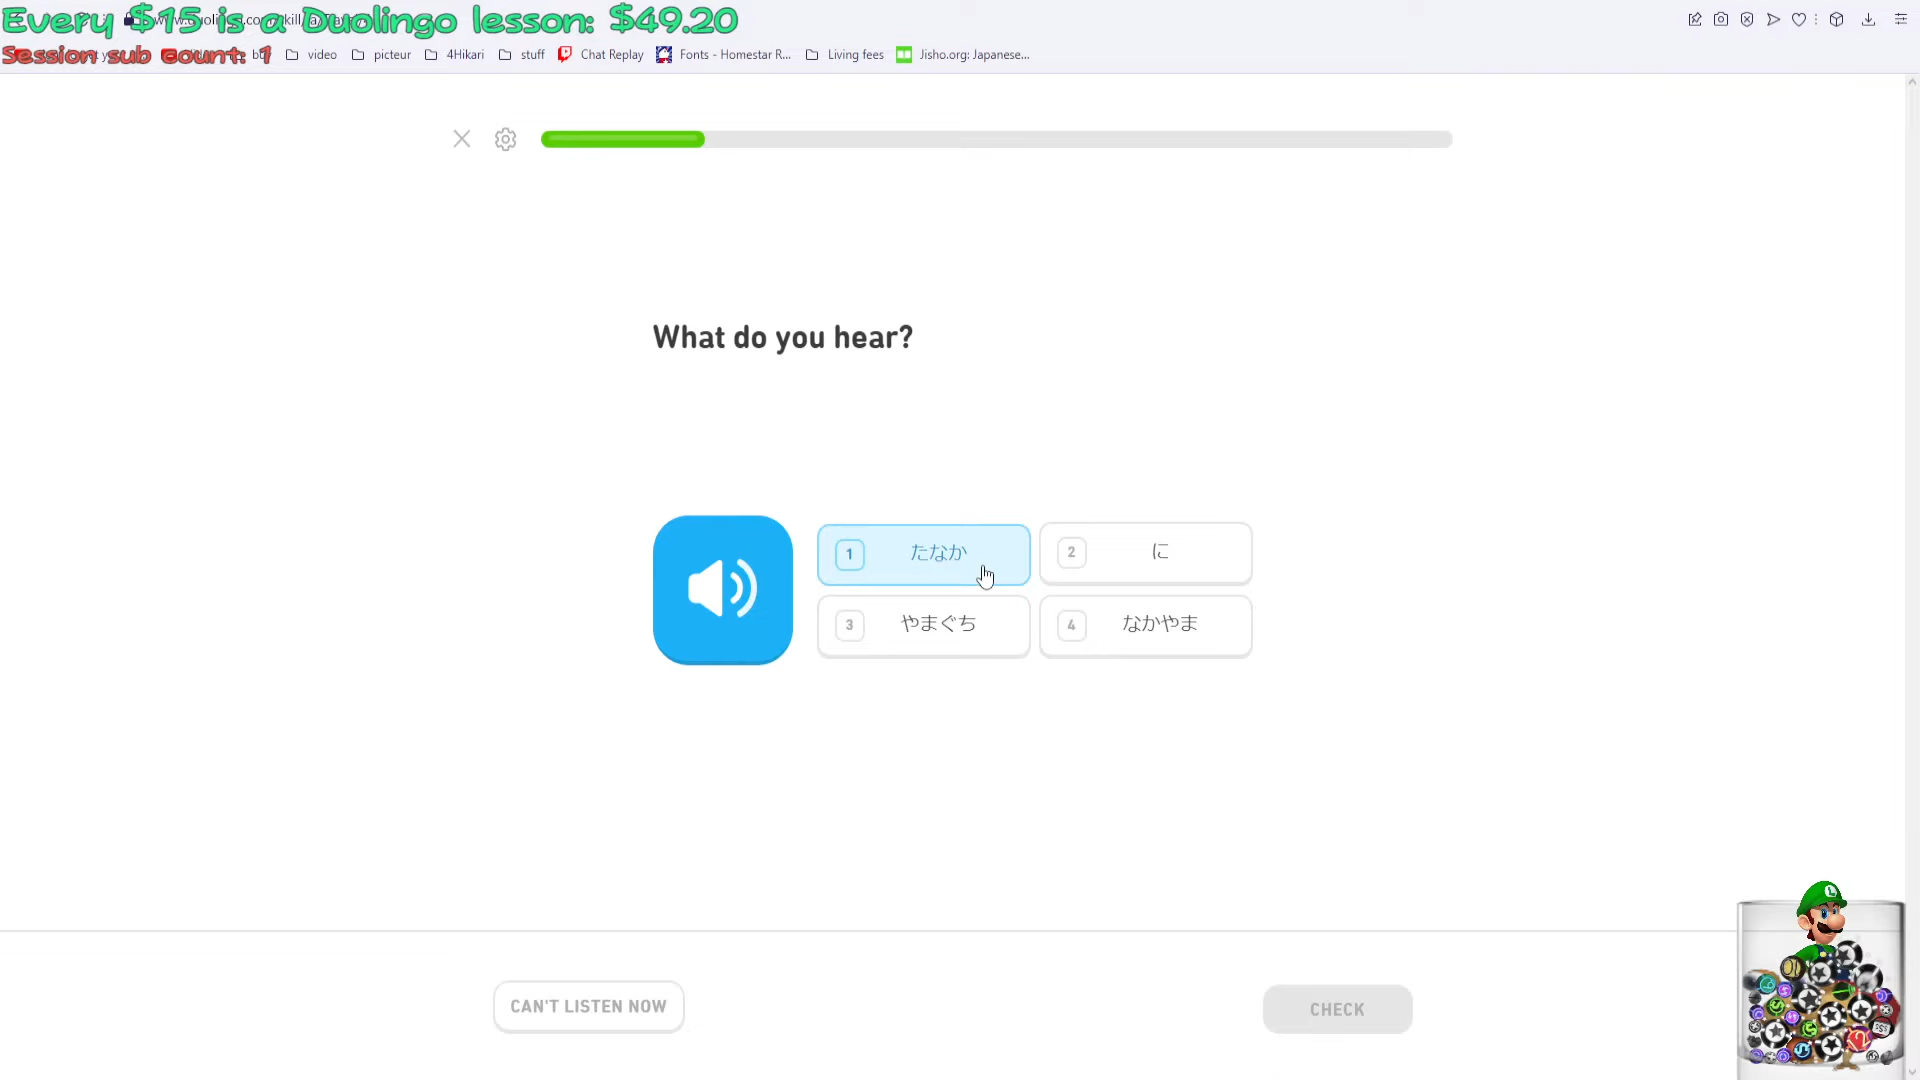 Every $15 is a Duolingo lesson: $49.20
Session sub count: 1
video
picteur
4Hikari
stuff
Chat Replay
Fonts - Homestar R...
Living fees
Jisho.org: Japanese...
What do you hear?
1 たなか
2 に
3 やまぐち
4 なかやま
CAN'T LISTEN NOW
CHECK